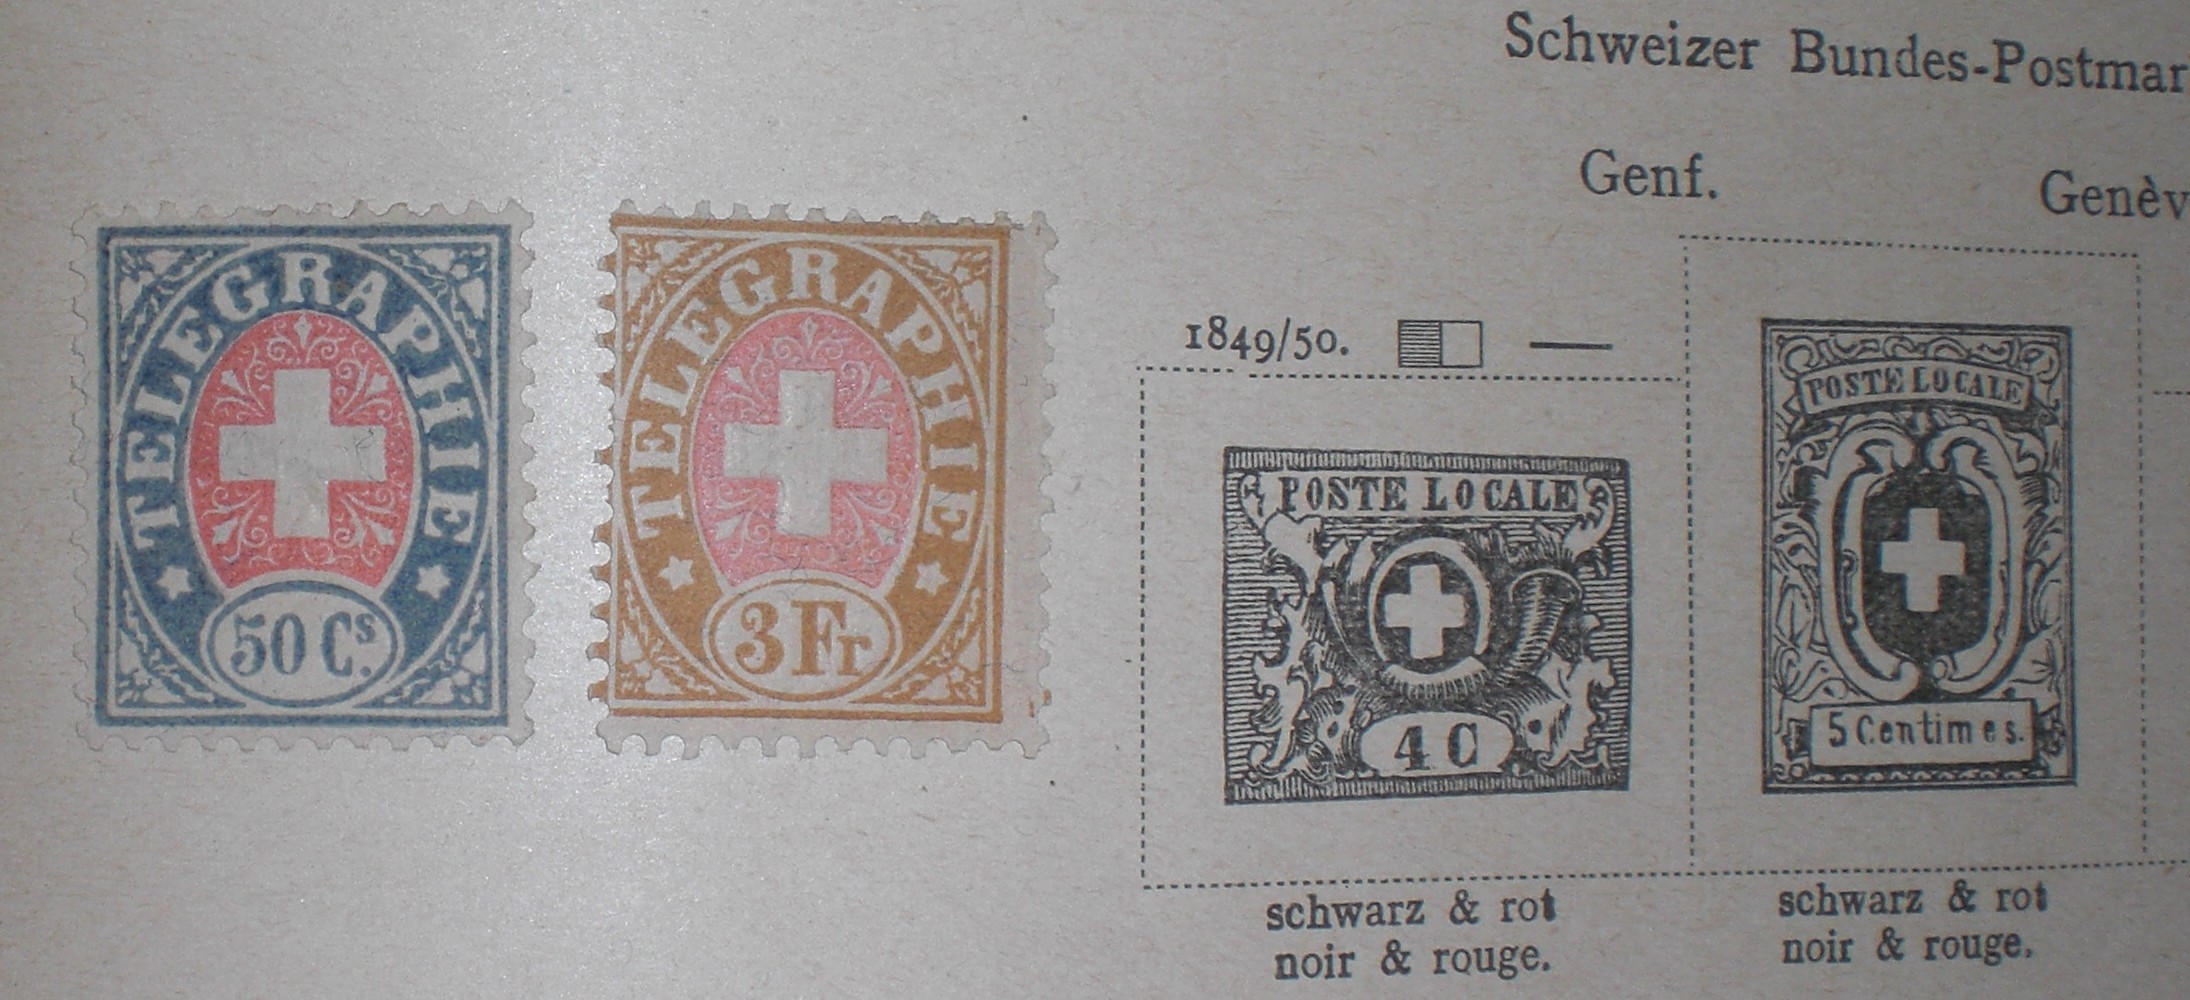 Schweizer Bundes-Postmar
Genf.
Genèv
1849/50.
TELEGRAPHIE
50 Cs.
TELEGRAPHIE
3 Fr
POSTE LOCALE
4 C
POSTE LOCALE
5 Centimes.
schwarz & rot
noir & rouge.
schwarz & rot
noir & rouge.